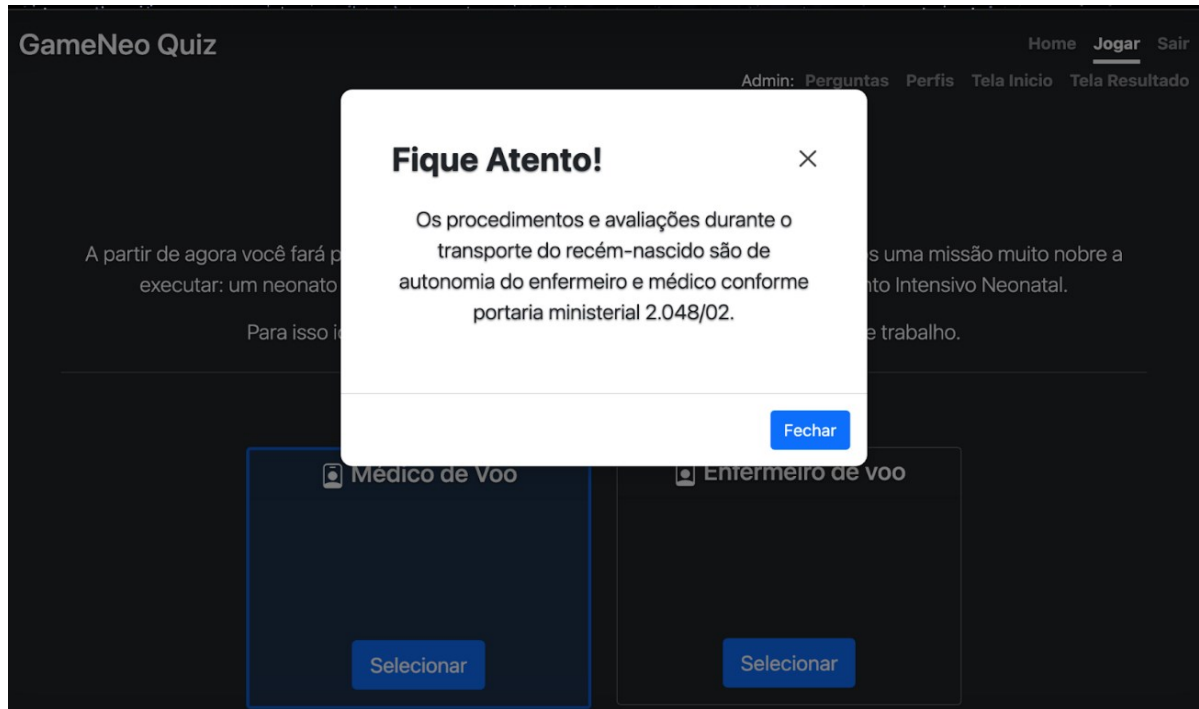 GameNeo Quiz
Home Jogar Sair
Admin: Perguntas Perfis Tela Inicio Tela Resultado
Fique Atento!
Os procedimentos e avaliações durante o
transporte do recém-nascido são de
autonomia do enfermeiro e médico conforme
portaria ministerial 2.048/02.
Fechar
A partir de agora você fará s uma missão muito nobre a
executar: um neonato to Intensivo Neonatal.
Para isso e trabalho.
Médico de Voo
Enfermeiro de voo
Selecionar
Selecionar